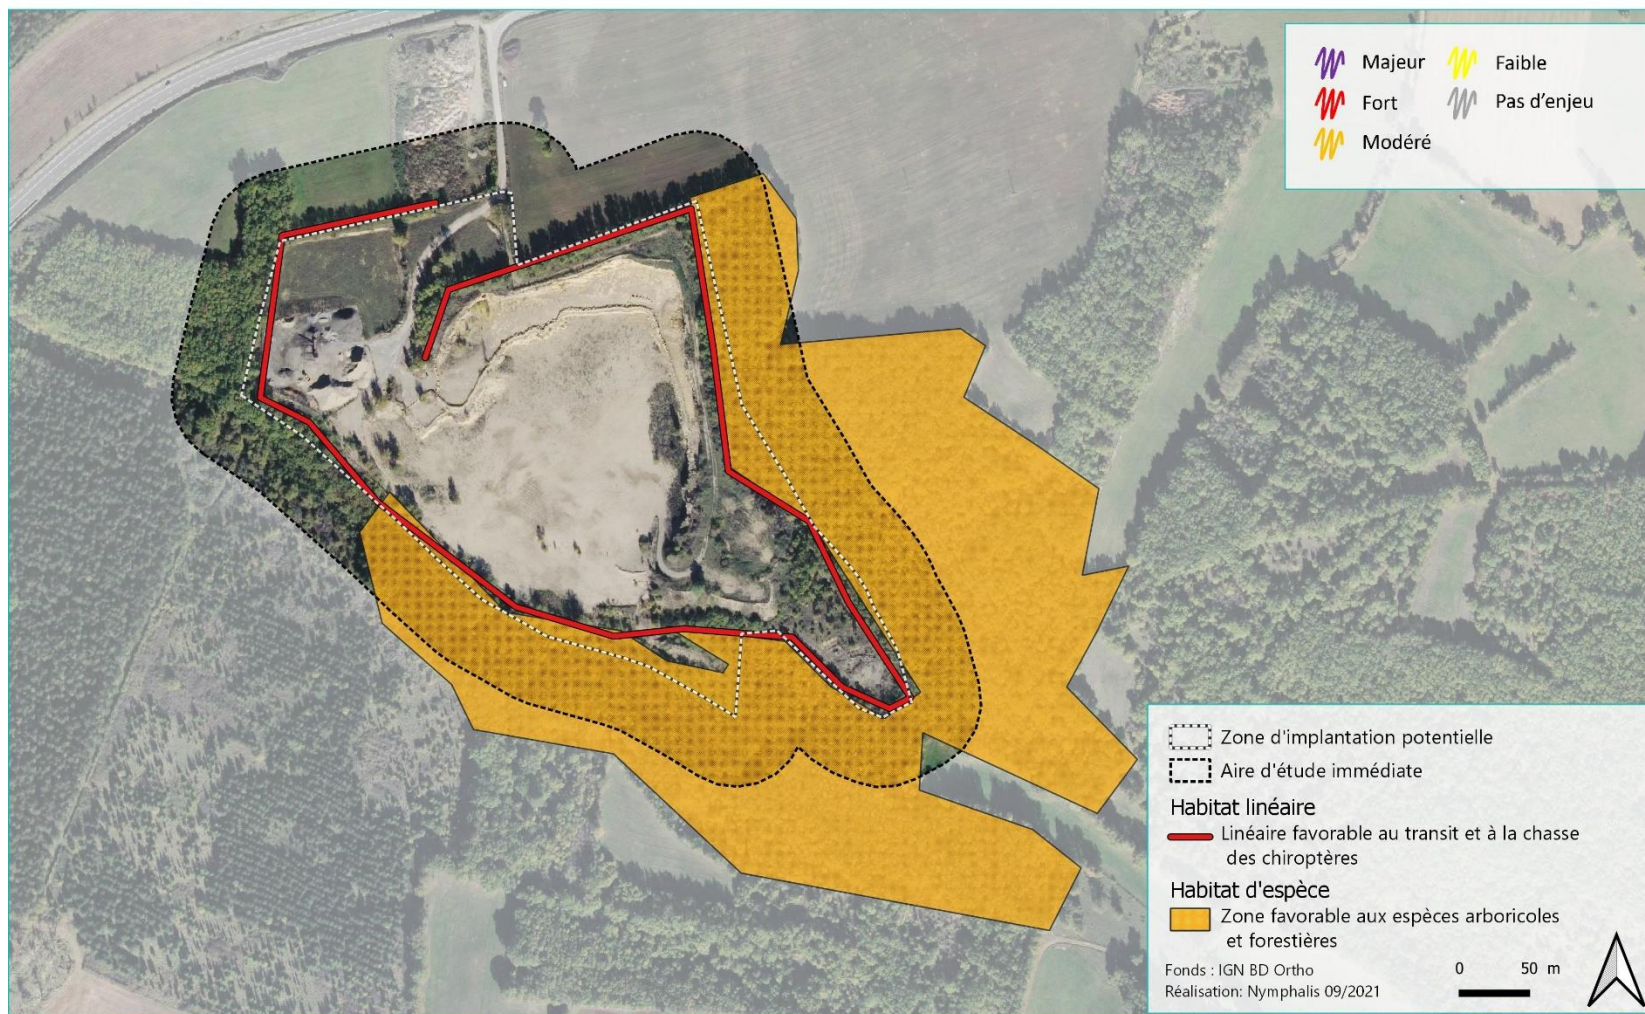 Majeur
Faible
Fort
Pas d'enjeu
Modéré
Zone d'implantation potentielle
Aire d'étude immédiate
Habitat linéaire
Linéaire favorable au transit et à la chasse
des chiroptères
Habitat d'espèce
Zone favorable aux espèces arboricoles
et forestières
Fonds : IGN BD Ortho
Réalisation: Nymphalis 09/2021
0 50 m